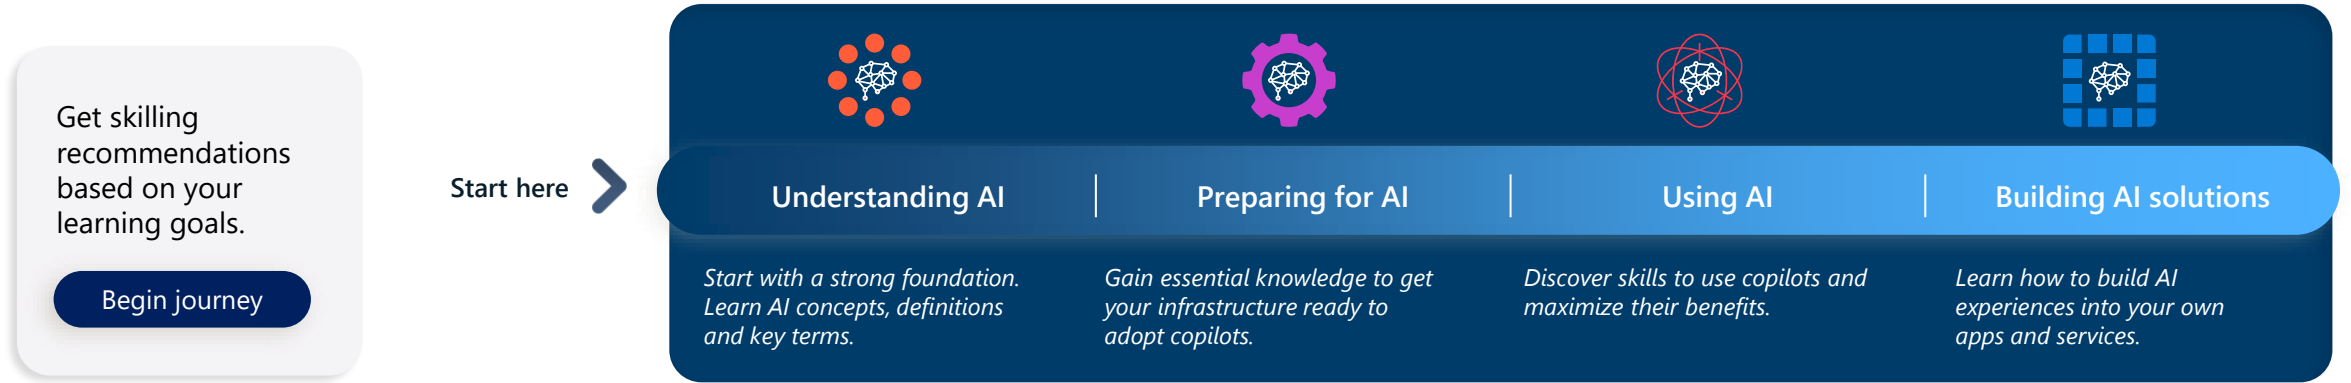 Get skilling
recommendations
based on your
learning goals.
Begin journey
Start here
Understanding AI
Preparing for AI
Using AI
Building AI solutions
Start with a strong foundation.
Learn AI concepts, definitions
and key terms.
Gain essential knowledge to get
your infrastructure ready to
adopt copilots.
Discover skills to use copilots and
maximize their benefits.
Learn how to build AI
experiences into your own
apps and services.